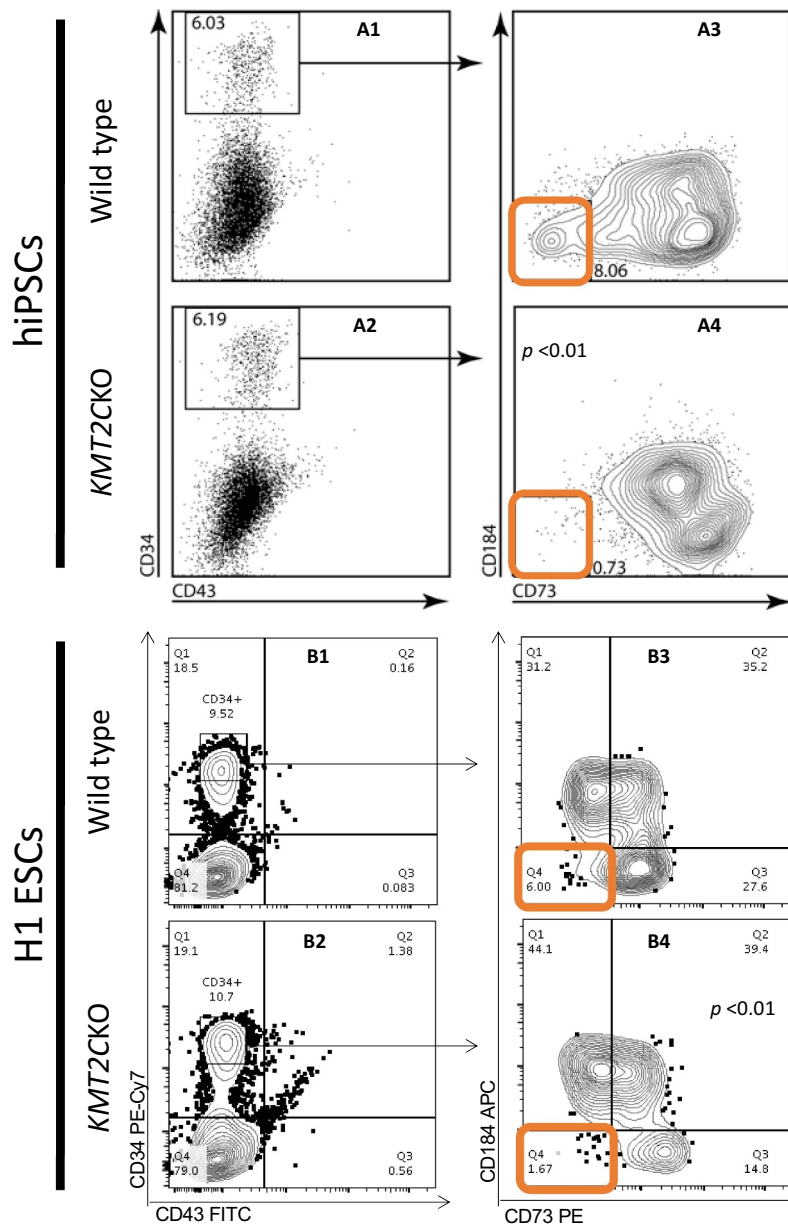 hiPSCs
Wild type
6.03
A1
A3
8.06
KMT2CKO
6.19
A2
A4
p <0.01
0.73
CD34
CD43
CD184
CD73
H1 ESCs
Wild type
Q1
18.5
B1
Q2
0.16
CD34+
9.52
Q4
81.2
Q3
0.083
Q1
31.2
B3
Q2
35.2
Q4
6.00
Q3
27.6
KMT2CKO
Q1
19.1
B2
Q2
1.38
CD34+
10.7
Q4
79.0
Q3
0.56
Q1
44.1
B4
Q2
39.4
p <0.01
Q4
1.67
Q3
14.8
CD34 PE-Cy7
CD43 FITC
CD184 APC
CD73 PE